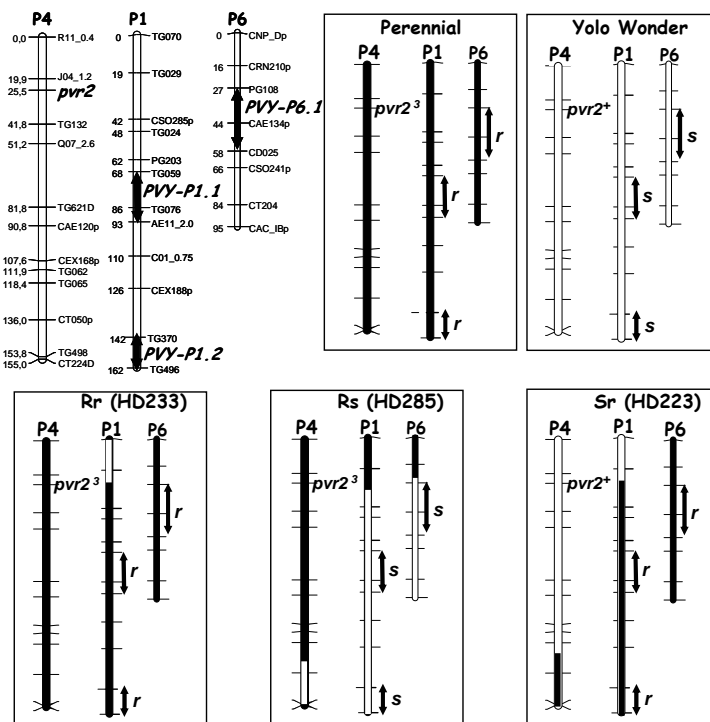 P4 P1 P6
0,0 R11_0.4
19,9 J04_1.2
25,5 pvr2
41,8 TG132
51,2 Q07_2.6
81,8 TG621D
90,8 CAE120p
107,6 CEX168p
111,9 TG062
118,4 TG065
136,0 CT050p
153,8 TG498
155,0 CT224D
0 TG070
19 TG029
42 CSO285p
48 TG024
62 PG203
68 TG059
PVY-P1.1
86 TG076
93 AE11_2.0
110 C01_0.75
126 CEX188p
142 TG370
PVY-P1.2
162 TG496
0 CNP_Dp
16 CRN210p
27 PG108
PVY-P6.1
44 CAE134p
58 CD025
66 CSO241p
84 CT204
95 CAC_IBp
Perennial
P4 P1 P6
pvr2 3
r
r
r
Yolo Wonder
P4 P1 P6
pvr2+
s
s
s
Rr (HD233)
P4 P1 P6
pvr2 3
r
r
r
Rs (HD285)
P4 P1 P6
pvr2 3
s
s
s
Sr (HD223)
P4 P1 P6
pvr2+
r
r
r